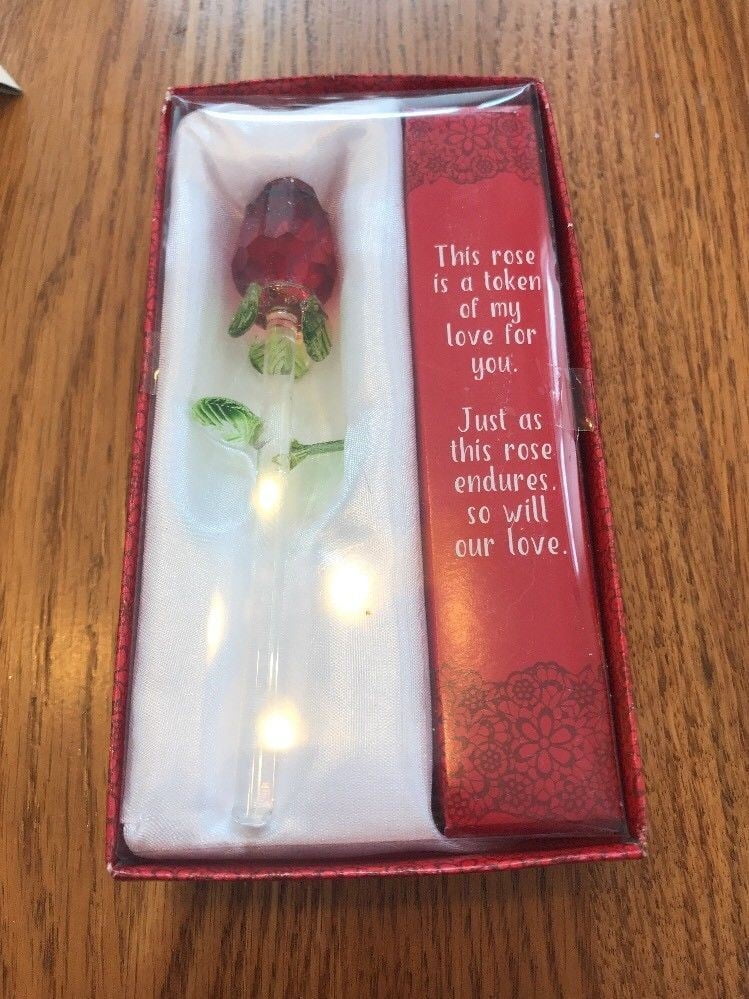 This rose
is a token
of my
love for
you.
Just as
this rose
endures.
so will
our love.